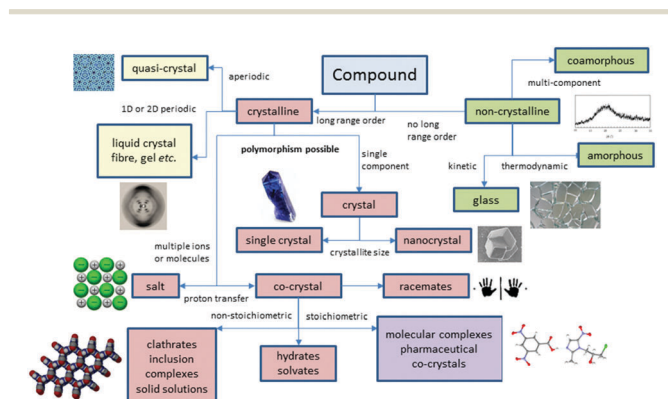 Compound
coamorphous
quasi-crystal
aperiodic
multi-component
crystalline
non-crystalline
long range order
no long
range order
1D or 2D periodic
liquid crystal
fibre, gel etc.
polymorphism possible
single
component
kinetic
thermodynamic
amorphous
glass
crystal
single crystal
nanocrystal
crystallite size
multiple ions
or molecules
salt
co-crystal
racemates
proton transfer
non-stoichiometric
stoichiometric
clathrates
inclusion
complexes
solid solutions
hydrates
solvates
molecular complexes
pharmaceutical
co-crystals